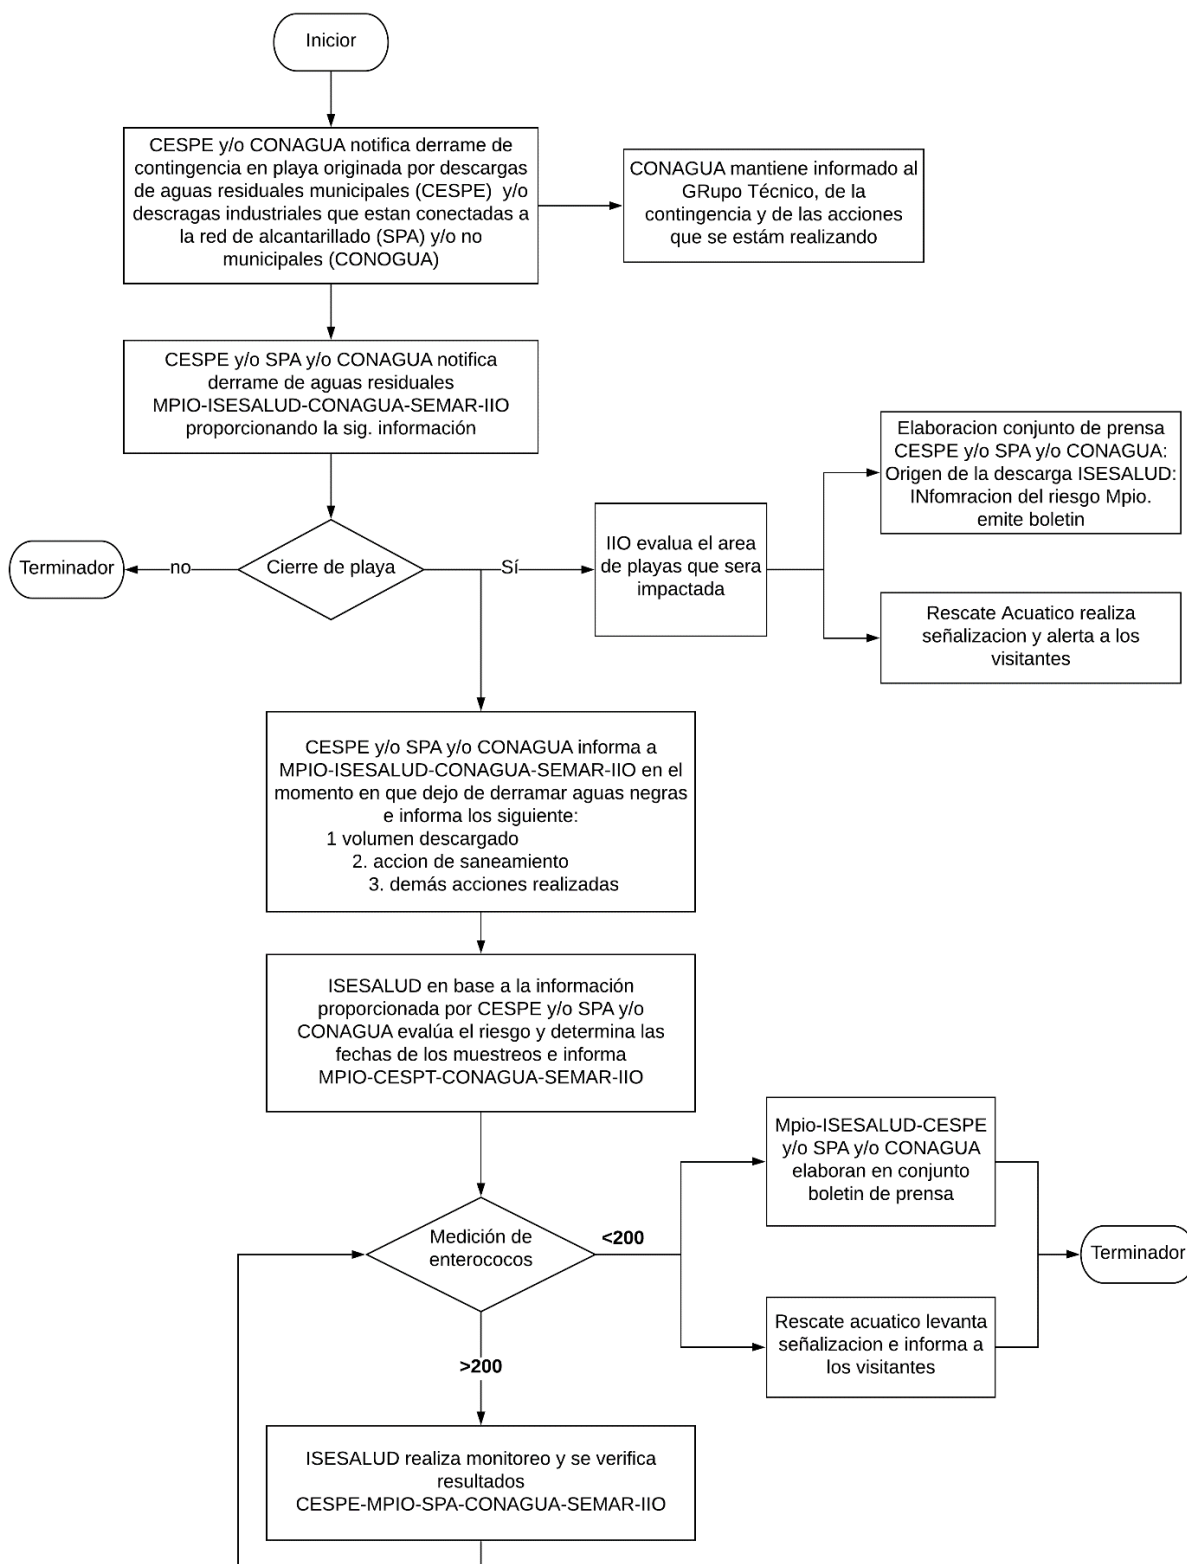 Inicior
CESPE y/o CONAGUA notifica derrame de
contingencia en playa originada por descargas
de aguas residuales municipales (CESPE) y/o
descragas industriales que estan conectadas a
la red de alcantarillado (SPA) y/o no
municipales (CONOGUA)
CONAGUA mantiene informado al
GRupo Técnico, de la
contingencia y de las acciones
que se estám realizando
CESPE y/o SPA y/o CONAGUA notifica
derrame de aguas residuales
MPIO-ISESALUD-CONAGUA-SEMAR-IIO
proporcionando la sig. información
Elaboracion conjunto de prensa
CESPE y/o SPA y/o CONAGUA:
Origen de la descarga ISESALUD:
INfomracion del riesgo Mpio.
emite boletin
Terminador
no
Cierre de playa
Sí
IIO evalua el area
de playas que sera
impactada
Rescate Acuatico realiza
señalizacion y alerta a los
visitantes
CESPE y/o SPA y/o CONAGUA informa a
MPIO-ISESALUD-CONAGUA-SEMAR-IIO en el
momento en que dejo de derramar aguas negras
e informa los siguiente:
1 volumen descargado
2. accion de saneamiento
3. demás acciones realizadas
ISESALUD en base a la información
proporcionada por CESPE y/o SPA y/o
CONAGUA evalúa el riesgo y determina las
fechas de los muestreos e informa
MPIO-CESPT-CONAGUA-SEMAR-IIO
Mpio-ISESALUD-CESPE
y/o SPA y/o CONAGUA
elaboran en conjunto
boletin de prensa
Medición de
enterococos
<200
Terminador
Rescate acuatico levanta
señalizacion e informa a
los visitantes
>200
ISESALUD realiza monitoreo y se verifica
resultados
CESPE-MPIO-SPA-CONAGUA-SEMAR-IIO